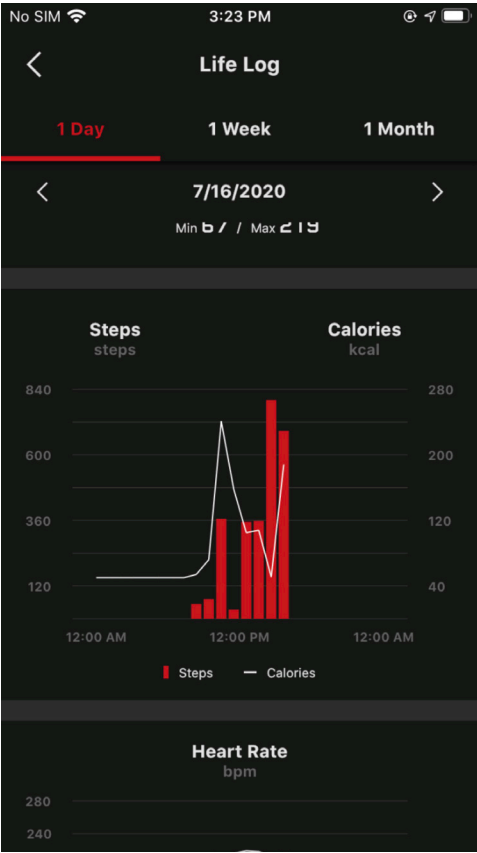 No SIM 3:23 PM
Life Log
1 Day 1 Week 1 Month
7/16/2020
Min / Max
Steps Calories
steps kcal
840 280
600 200
360 120
120 40
12:00 AM 12:00 PM 12:00 AM
Steps Calories
Heart Rate
bpm
280
240